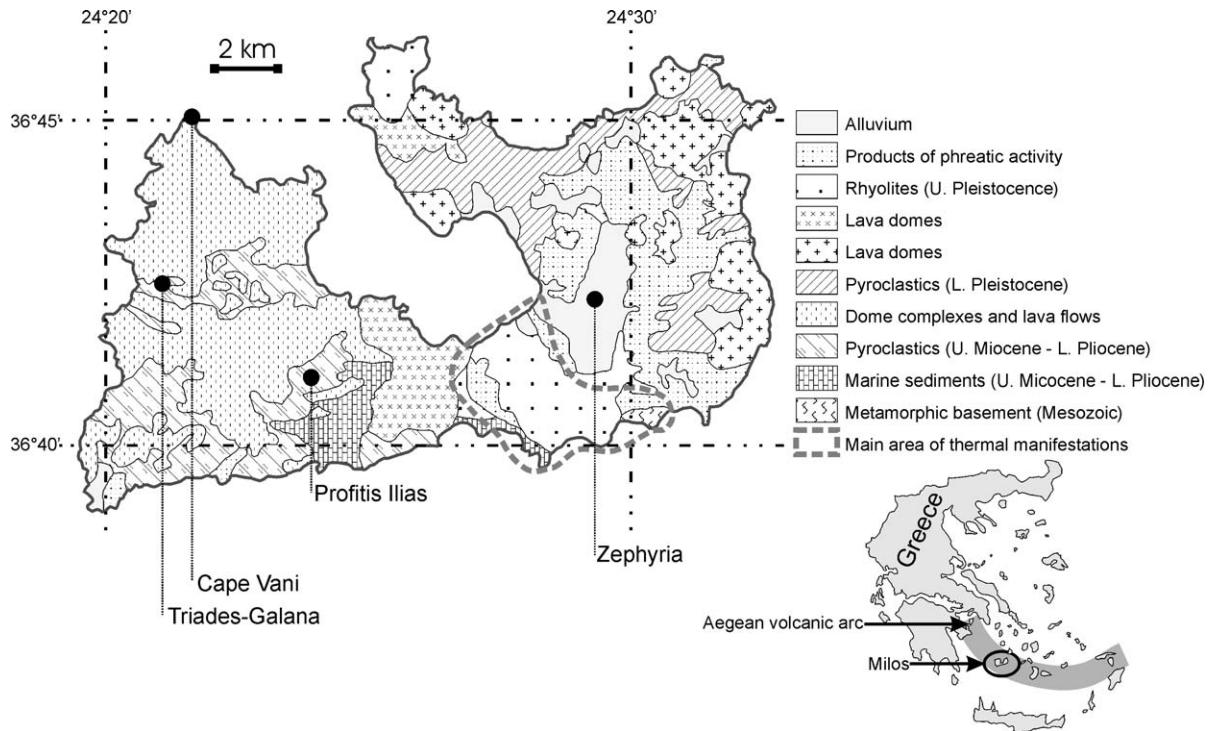 24°20'
24°30'
2 km
36°45'
36°40'
Alluvium
Products of phreatic activity
Rhyolites (U. Pleistocence)
Lava domes
Lava domes
Pyroclastics (L. Pleistocene)
Dome complexes and lava flows
Pyroclastics (U. Miocene - L. Pliocene)
Marine sediments (U. Micocene - L. Pliocene)
Metamorphic basement (Mesozoic)
Main area of thermal manifestations
Profitis Ilias
Zephyria
Cape Vani
Triades-Galana
Greece
Aegean volcanic arc
Milos